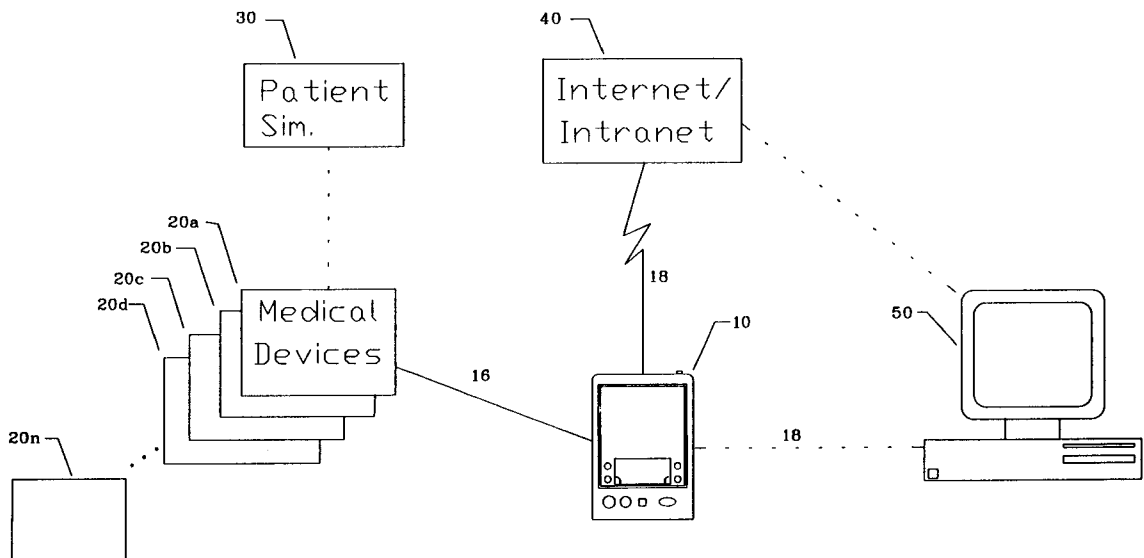 30
40
Patient
Sim.
Internet/
Intranet
20a
20b
20c
20d
18
Medical
Devices
50
10
16
18
20n